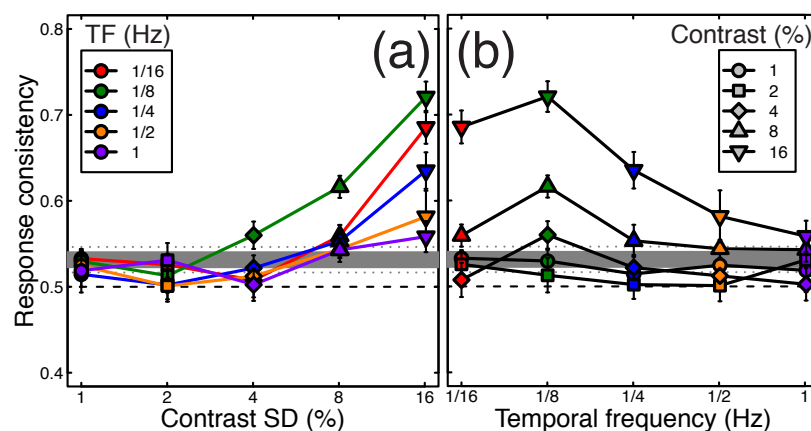 TF (Hz)
1/16
1/8
1/4
1/2
1
(a)
(b)
Contrast (%)
1
2
4
8
16
Response consistency
0.8
0.7
0.6
0.5
0.4
1 2 4 8 16
Contrast SD (%)
1/16 1/8 1/4 1/2 1
Temporal frequency (Hz)